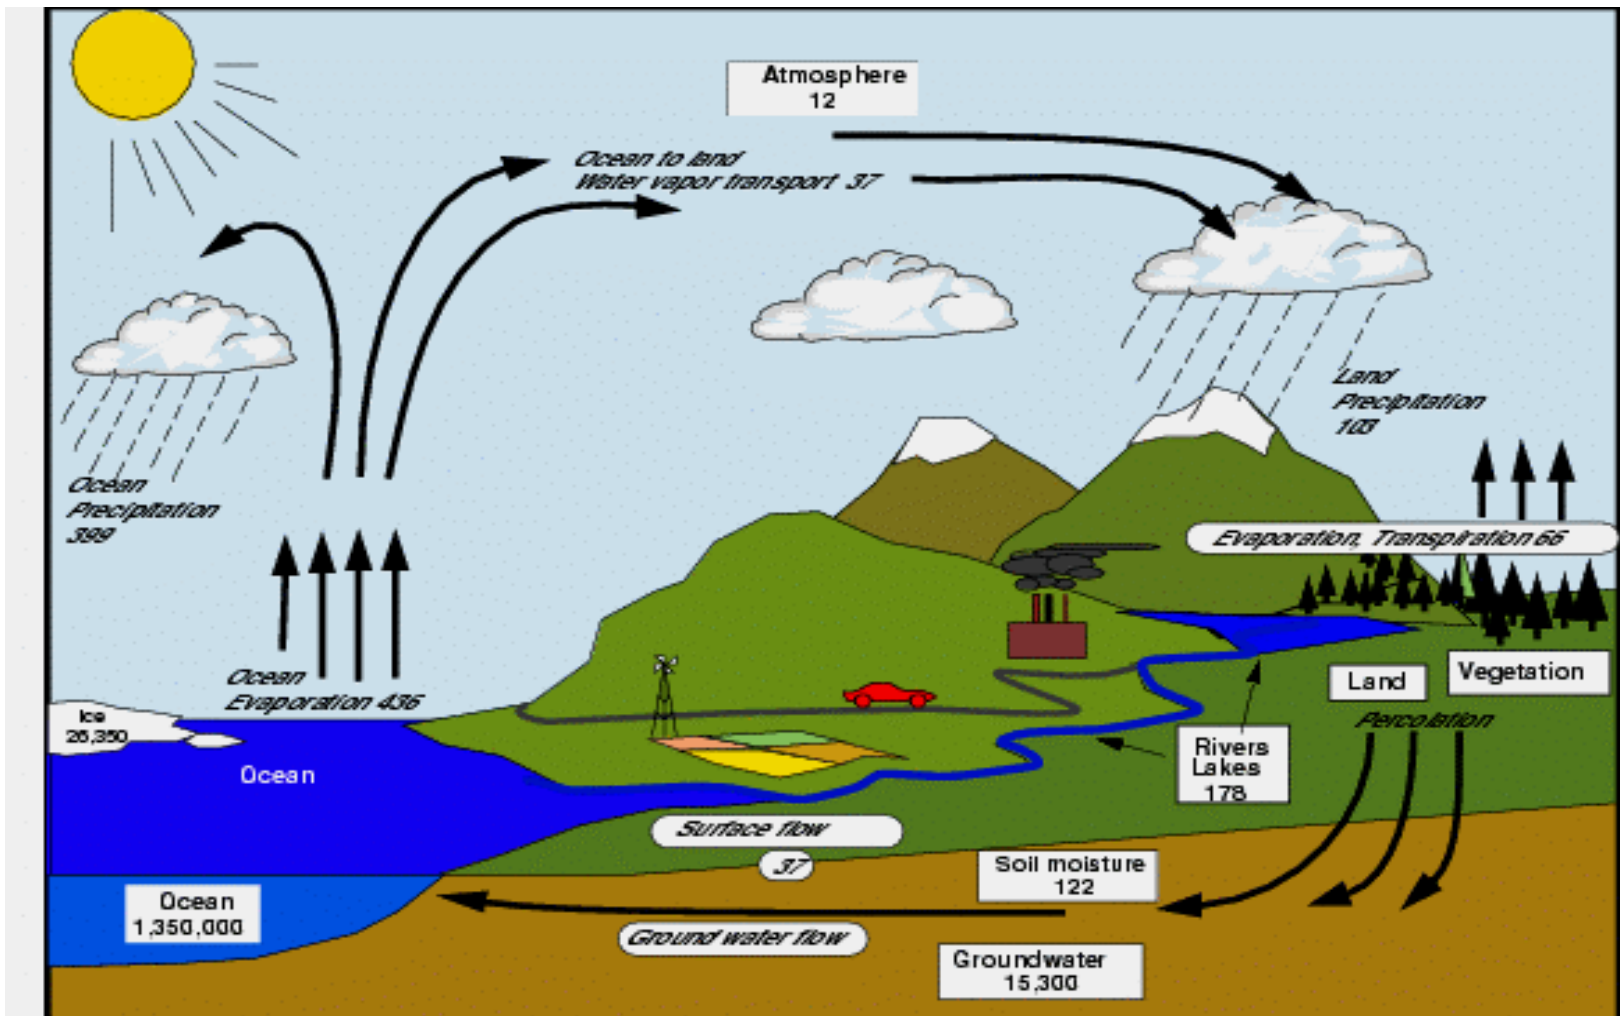 Atmosphere
12
Ocean to land
Water vapor transport 37
Land
Precipitation
103
Ocean
Precipitation
399
Evaporation, Transpiration 66
Ocean
Evaporation 436
Ice
26,350
Ocean
Land
Vegetation
Percolation
Rivers
Lakes
178
Surface flow
37
Soil moisture
122
Ocean
1,350,000
Ground water flow
Groundwater
15,300